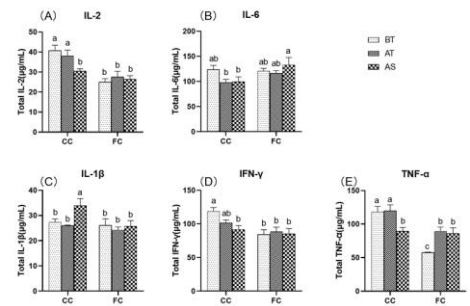 (A) IL-2
Total IL-2(μg/mL)
50
40
30
20
10
0
a
a
b
b
b
b
CC
FC
(B) IL-6
Total IL-6(μg/mL)
200
150
100
50
0
ab
b
b
ab
ab
a
CC
FC
BT
AT
AS
(C) IL-1β
Total IL-1β(μg/mL)
40
30
20
10
0
b
b
a
b
b
b
CC
FC
(D) IFN-γ
Total IFN-γ(μg/mL)
150
100
50
0
a
ab
b
b
b
b
CC
FC
(E) TNF-α
Total TNF-α(μg/mL)
150
100
50
0
a
a
b
c
b
b
CC
FC